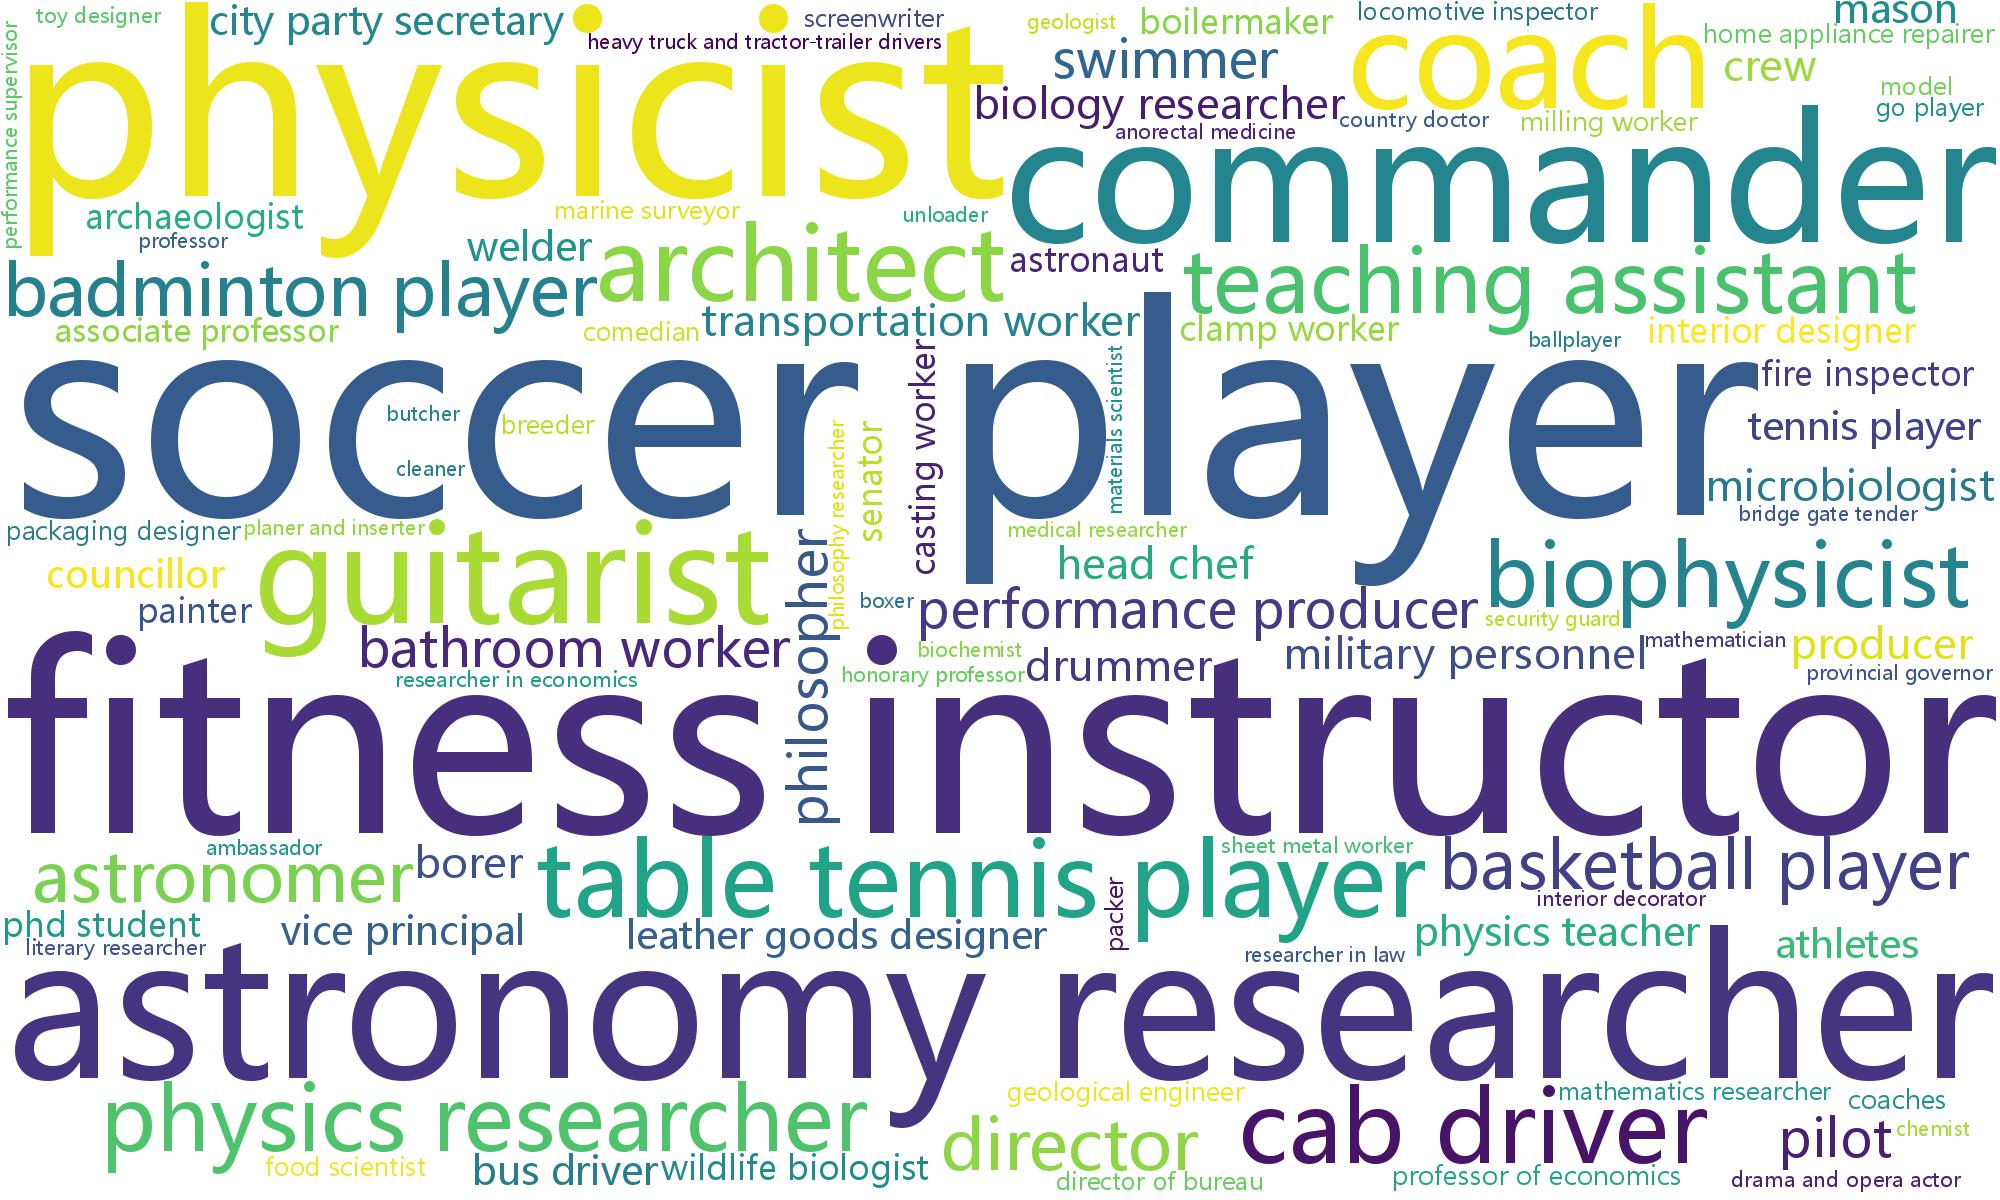 toy designer
city party secretary
screenwriter
heavy truck and tractor-trailer drivers
performance supervisor
physicist
geologist
boilermaker
locomotive inspector
mason
home appliance repairer
swimmer
coach
crew
model
go player
biology researcher
anorectal medicine
country doctor
milling worker
commander
archaeologist
professor
marine surveyor
unloader
welder
architect
astronaut
teaching assistant
badminton player
associate professor
comedian
transportation worker
clamp worker
ballplayer
interior designer
soccer player
fire inspector
tennis player
butcher
breeder
cleaner
philosophy researcher
senator
casting worker
materials scientist
microbiologist
bridge gate tender
packaging designer
planer and inserter
medical researcher
councillor
guitarist
philosopher
head chef
biophysicist
painter
boxer
performance producer
security guard
bathroom worker
biochemist
drummer
military personnel
mathematician
producer
researcher in economics
honorary professor
provincial governor
fitness instructor
ambassador
astronomer
borer
table tennis player
sheet metal worker
basketball player
packer
interior decorator
phd student
vice principal
leather goods designer
physics teacher
athletes
literary researcher
researcher in law
astronomy researcher
physics researcher
geological engineer
cab driver
mathematics researcher
coaches
director
pilot
chemist
food scientist
bus driver
wildlife biologist
director of bureau
professor of economics
drama and opera actor